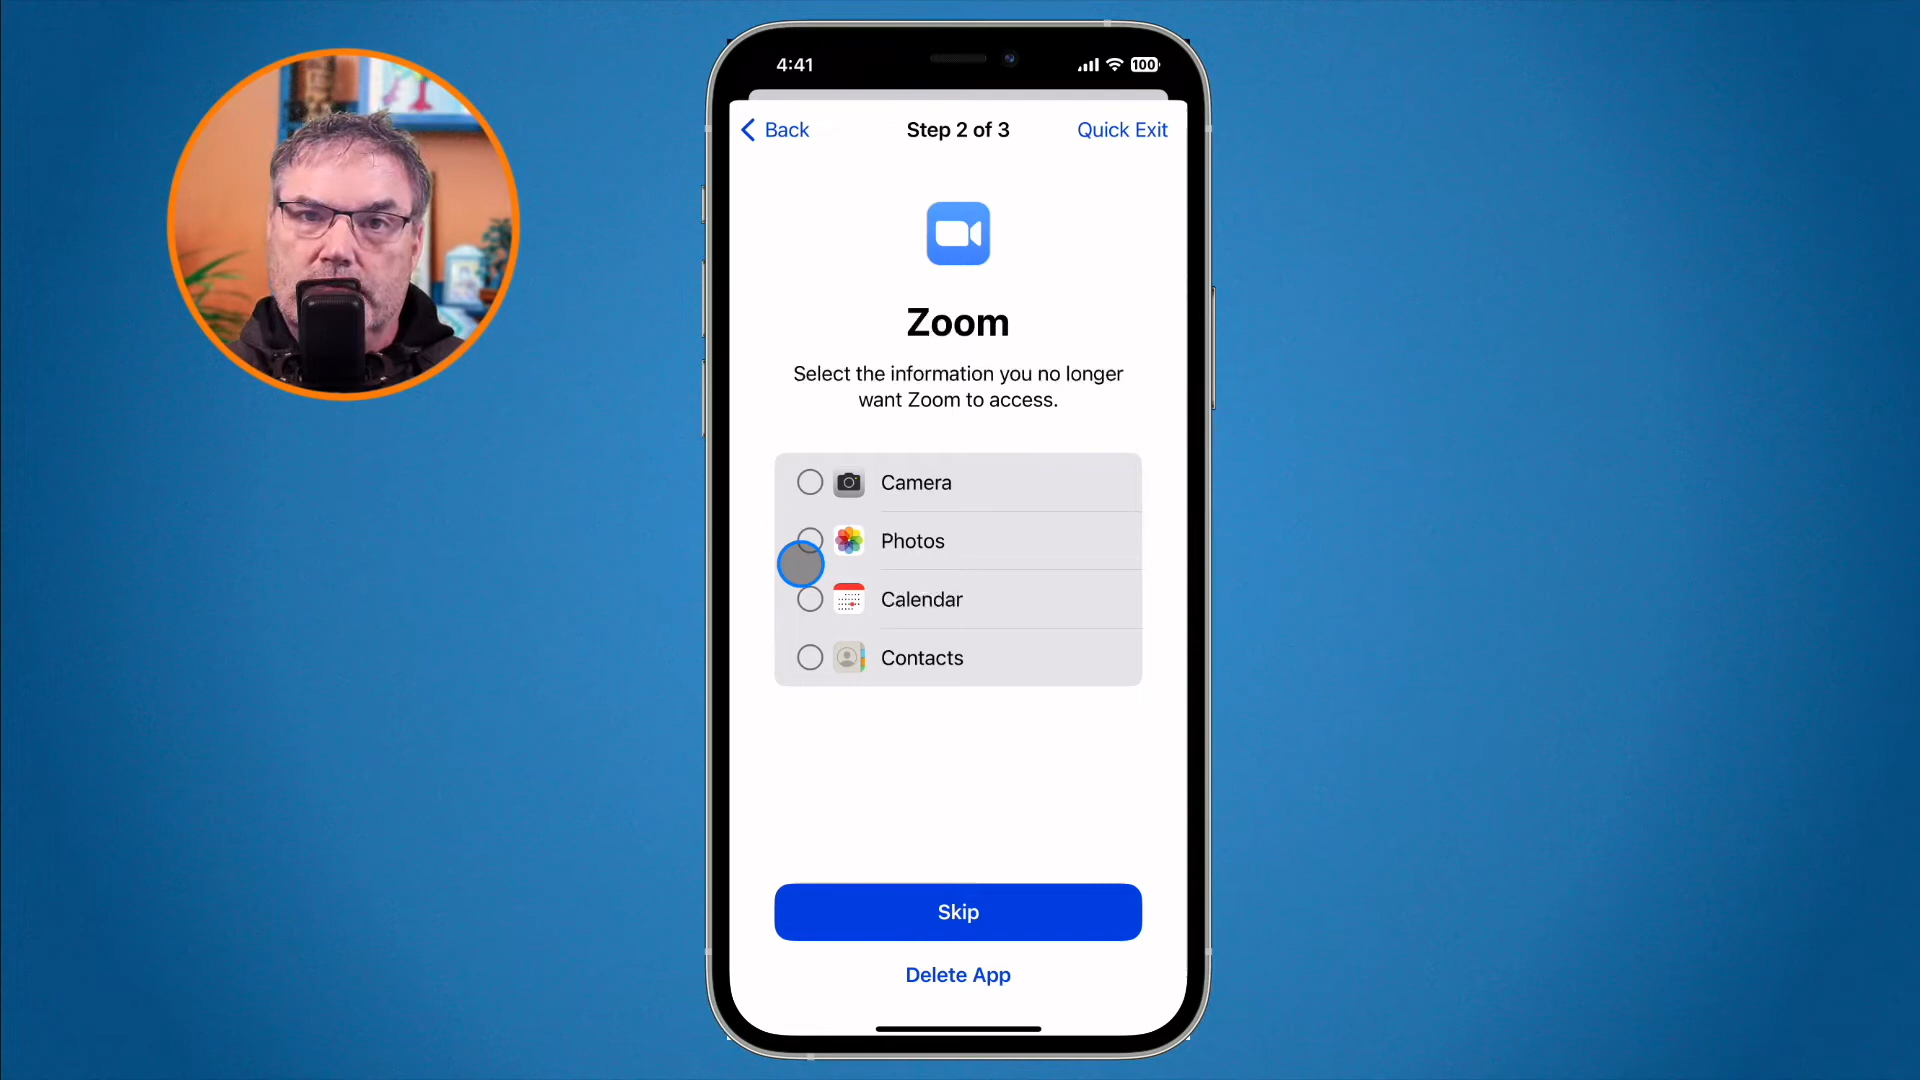 4:41
100
Back
Step 2 of 3
Quick Exit
Zoom
Select the information you no longer
want Zoom to access.
Camera
Photos
Calendar
Contacts
Skip
Delete App